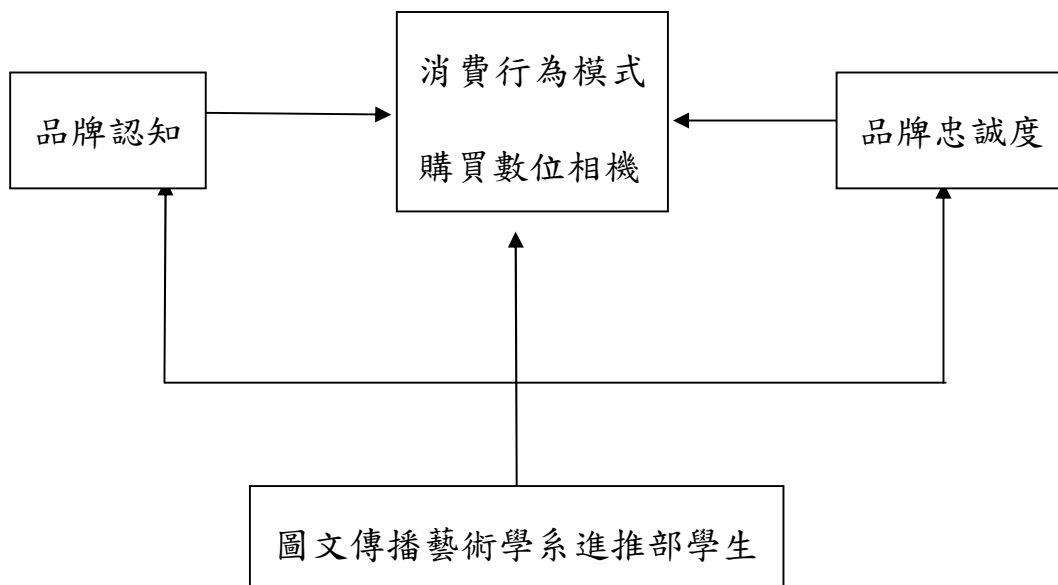 消費行為模式
購買數位相機
品牌認知
品牌忠誠度
圖文傳播藝術學系進推部學生